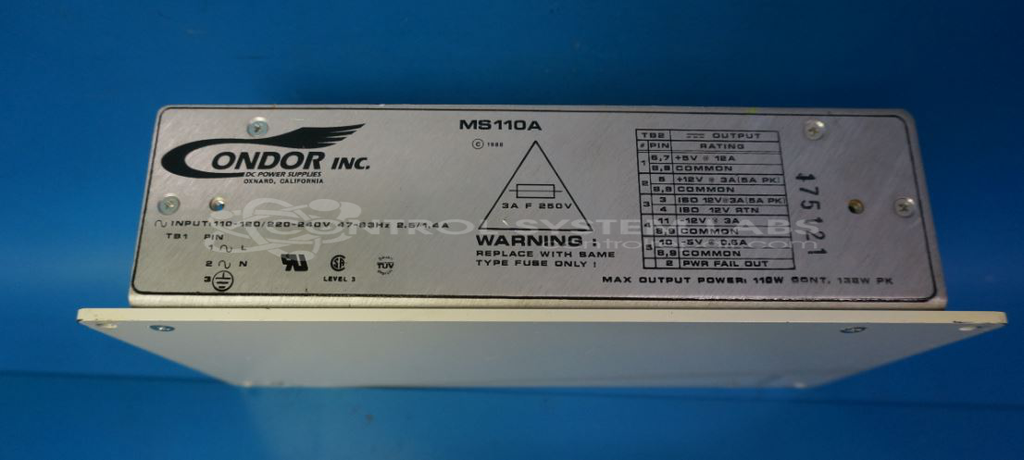 MS110A
© 1988
CONDOR INC.
DC POWER SUPPLIES
OXNARD, CALIFORNIA
INPUT: 110-120/220-240V 47-63Hz 2.5/1.4A
TB1 PIN
1 L
2 N
3
LEVEL 3
TUV
3A F 250V
WARNING :
REPLACE WITH SAME
TYPE FUSE ONLY !
TB2 OUTPUT
# PIN RATING
1 6,7 +5V @ 12A
8,9 COMMON
2 5 +12V @ 3A(5A PK)
8,9 COMMON
3 3 ISO 12V@3A(5A PK)
4 ISO 12V RTN
4 11 -12V @ 3A
8,9 COMMON
5 10 -5V @
8,9 COMMON
2 PWR FAIL OUT
MAX OUTPUT POWER: 110W CONT, PK
175121
CONTROL SYSTEMS LABS